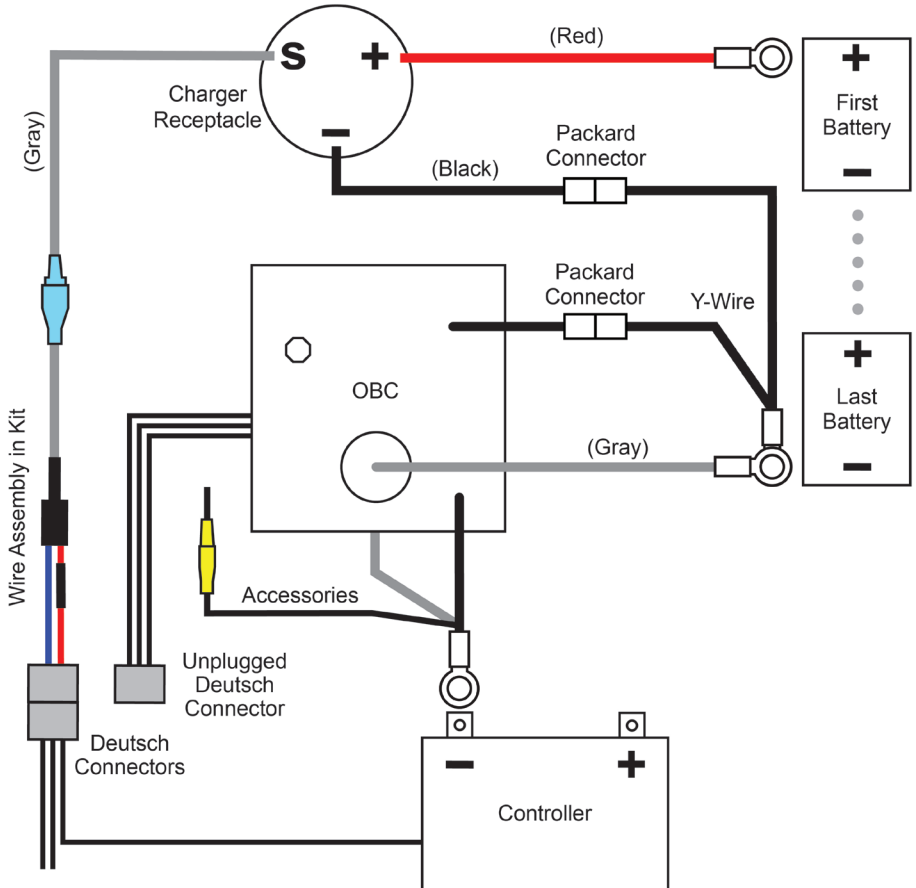 (Red)
S
+
+
First
Battery
−
Charger
Receptacle
−
(Gray)
Packard
Connector
(Black)
Packard
Connector
Y-Wire
+
Last
Battery
−
OBC
(Gray)
Wire Assembly in Kit
Accessories
Unplugged
Deutsch
Connector
Deutsch
Connectors
−
+
Controller